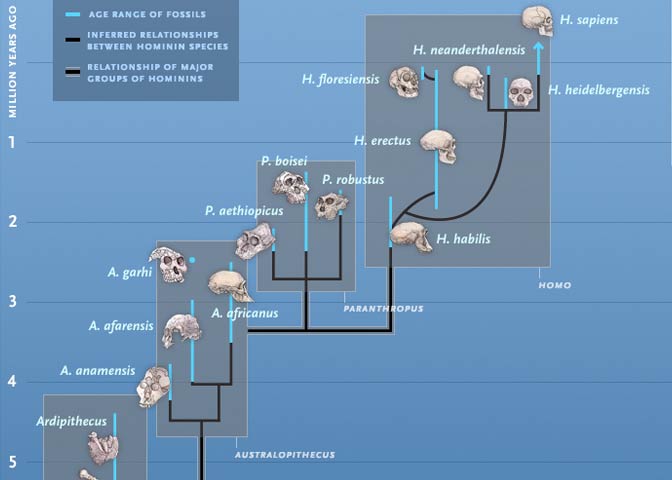 MILLION YEARS AGO
AGE RANGE OF FOSSILS
INFERRED RELATIONSHIPS
BETWEEN HOMININ SPECIES
RELATIONSHIP OF MAJOR
GROUPS OF HOMININS
H. sapiens
H. neanderthalensis
H. floresiensis
H. heidelbergensis
1
H. erectus
P. boisei
P. robustus
P. aethiopicus
2
H. habilis
A. garhi
HOMO
3
PARANTHROPUS
A. africanus
A. afarensis
A. anamensis
4
Ardipithecus
AUSTRALOPITHECUS
5